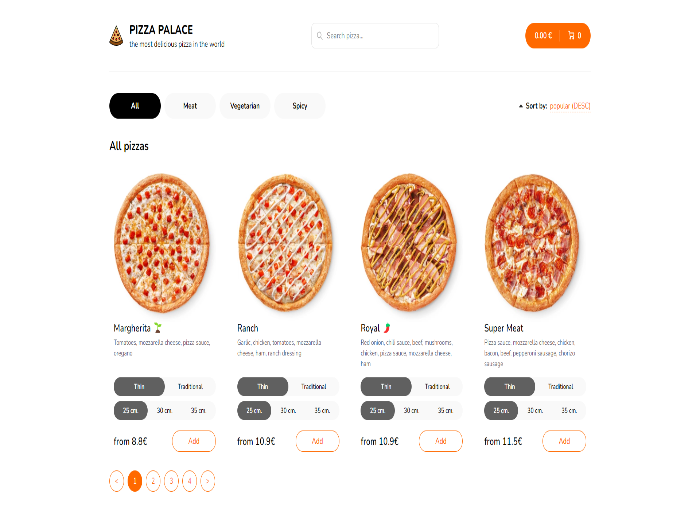 PIZZA PALACE
the most delicious pizza in the world
Search pizza...
0.00 € 0
All Meat Vegetarian Spicy
Sort by: popular (DESC)
All pizzas
Margherita
Tomatoes, mozzarella cheese, pizza sauce,
oregano
Thin Traditional
25 cm. 30 cm. 35 cm.
from 8.8€ Add
Ranch
Garlic, chicken, tomatoes, mozzarella
cheese, ham, ranch dressing
Thin Traditional
25 cm. 30 cm. 35 cm.
from 10.9€ Add
Royal
Red onion, chili sauce, beef, mushrooms,
chicken, pizza sauce, mozzarella cheese,
ham
Thin Traditional
25 cm. 30 cm. 35 cm.
from 10.9€ Add
Super Meat
Pizza sauce, mozzarella cheese, chicken,
bacon, beef, pepperoni sausage, chorizo
sausage
Thin Traditional
25 cm. 30 cm. 35 cm.
from 11.5€ Add
< 1 2 3 4 >